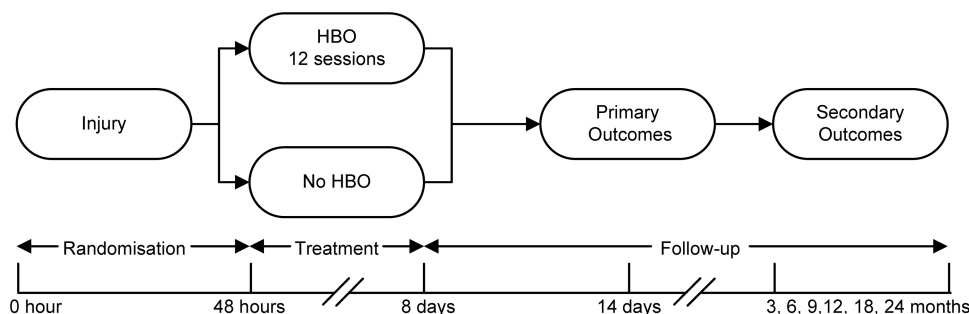 HBO
12 sessions
Injury
Primary
Outcomes
Secondary
Outcomes
No HBO
Randomisation
Treatment
Follow-up
0 hour
48 hours
8 days
14 days
3, 6, 9,12, 18, 24 months